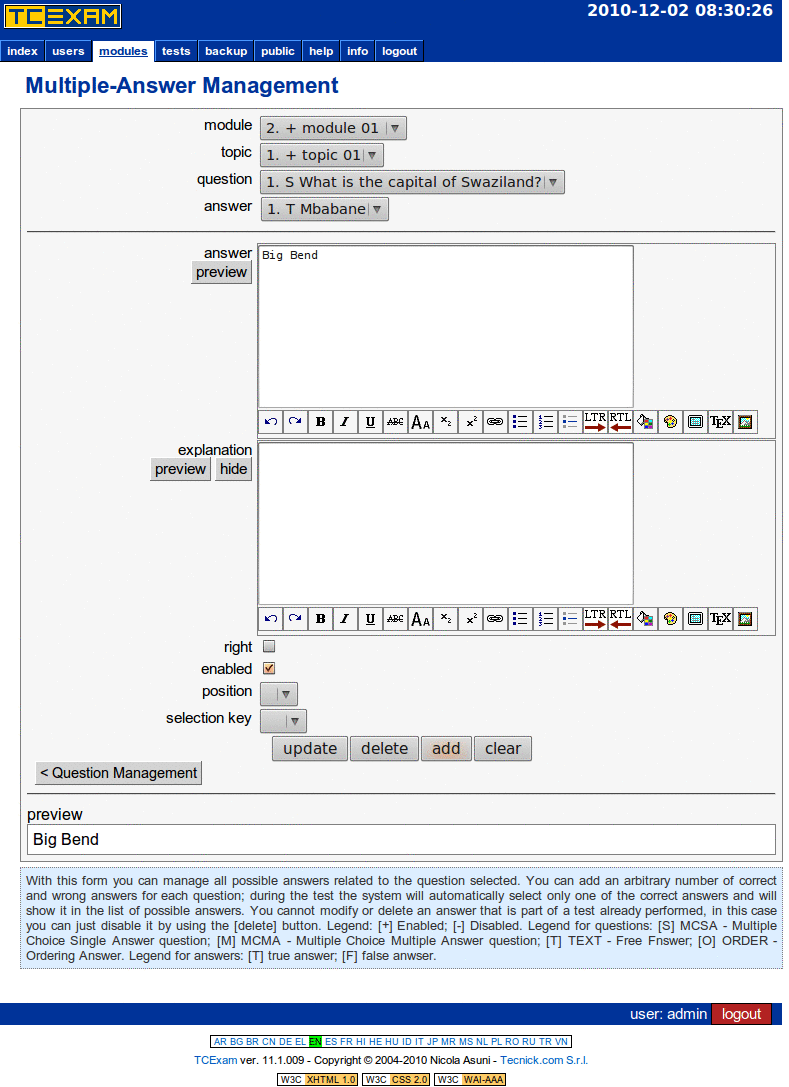 TCEXAM
2010-12-02 08:30:26
index users modules tests backup public help info logout
Multiple-Answer Management
module 2. + module 01
topic 1. + topic 01
question 1. S What is the capital of Swaziland?
answer 1. T Mbabane
answer
preview
Big Bend
B I U ABC AA x₂ x² LTR RTL TEX
explanation
preview hide
B I U ABC AA x₂ x² LTR RTL TEX
right
enabled
position
selection key
update delete add clear
< Question Management
preview
Big Bend
With this form you can manage all possible answers related to the question selected. You can add an arbitrary number of correct
and wrong answers for each question; during the test the system will automatically select only one of the correct answers and will
show it in the list of possible answers. You cannot modify or delete an answer that is part of a test already performed, in this case
you can just disable it by using the [delete] button. Legend: [+] Enabled; [-] Disabled. Legend for questions: [S] MCSA - Multiple
Choice Single Answer question; [M] MCMA - Multiple Choice Multiple Answer question; [T] TEXT - Free Fnswer; [O] ORDER -
Ordering Answer. Legend for answers: [T] true answer; [F] false anwser.
user: admin logout
AR BG BR CN DE EL EN ES FR HI HE HU ID IT JP MR MS NL PL RO RU TR VN
TCExam ver. 11.1.009 - Copyright © 2004-2010 Nicola Asuni - Tecnick.com S.r.l.
W3C XHTML 1.0 W3C CSS 2.0 W3C WAI-AAA